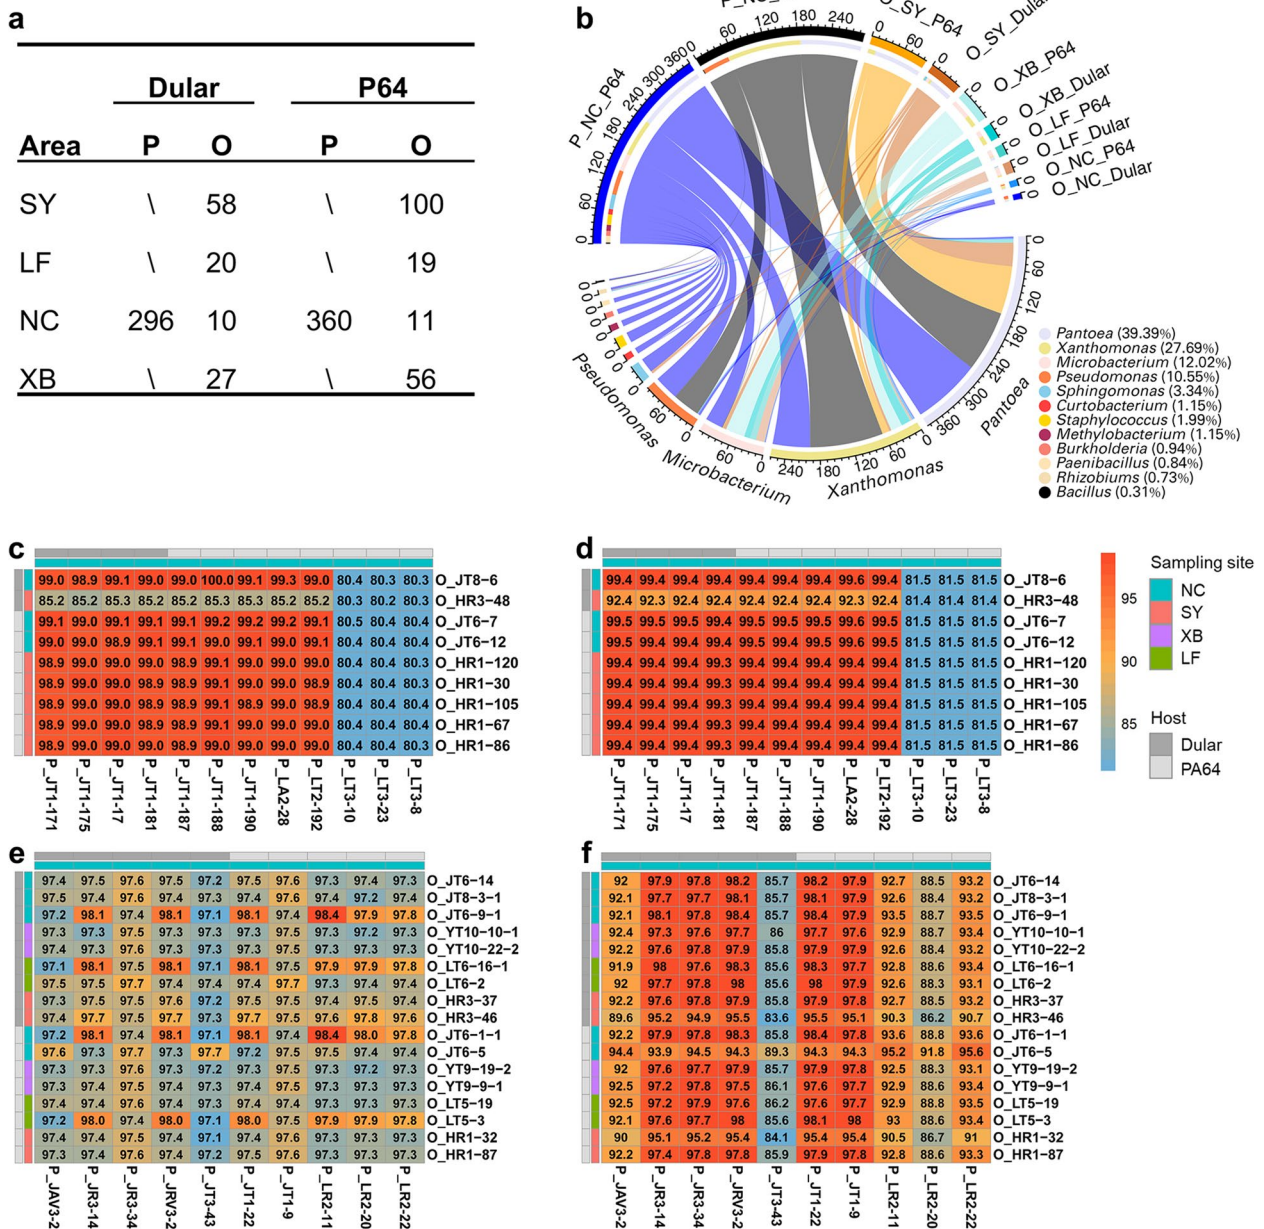 a
Dular P64
Area P O P O
SY \ 58 \ 100
LF \ 20 \ 19
NC 296 10 360 11
XB \ 27 \ 56
b
P_NC_P64
O_SY_P64
O_SY_Dular
O_XB_P64
O_XB_Dular
O_LF_P64
O_LF_Dular
O_NC_P64
O_NC_Dular
0 60 120 180 240
0 60
0 80 120 180 240 300 360
0 60 120 180 240 300 360
0 60 120 180 240
0 60
0 60
Pseudomonas
Microbacterium
Xanthomonas
Pantoea
Pantoea (39.39%)
Xanthomonas (27.69%)
Microbacterium (12.02%)
Pseudomonas (10.55%)
Sphingomonas (3.34%)
Curtobacterium (1.15%)
Staphylococcus (1.99%)
Methylobacterium (1.15%)
Burkholderia (0.94%)
Paenibacillus (0.84%)
Rhizobiums (0.73%)
Bacillus (0.31%)
c
99.0 98.9 99.1 99.0 99.0 100.0 99.1 99.3 99.0 80.4 80.3 80.3 O_JT8-6
85.2 85.2 85.3 85.2 85.2 85.3 85.3 85.2 85.2 80.3 80.2 80.3 O_HR3-48
99.1 99.0 99.1 99.1 99.1 99.2 99.2 99.2 99.1 80.5 80.4 80.4 O_JT6-7
99.0 99.0 98.9 99.1 99.1 99.0 99.1 99.0 99.1 80.4 80.4 80.4 O_JT6-12
98.9 99.0 99.0 99.0 98.9 99.1 99.0 99.0 99.0 80.4 80.4 80.3 O_HR1-120
98.9 99.0 99.0 98.9 98.9 99.1 99.0 99.0 98.9 80.4 80.4 80.3 O_HR1-30
98.9 99.0 99.0 98.9 98.9 99.1 98.9 99.0 99.0 80.4 80.4 80.4 O_HR1-105
98.9 99.0 99.0 98.9 98.9 99.0 99.0 99.0 99.0 80.4 80.4 80.4 O_HR1-67
98.9 99.0 99.0 99.0 98.9 99.0 99.0 99.0 99.0 80.4 80.4 80.3 O_HR1-86
P_JT1-171 P_JT1-175 P_JT1-17 P_JT1-181 P_JT1-187 P_JT1-188 P_JT1-190 P_LA2-28 P_LT2-192 P_LT3-10 P_LT3-23 P_LT3-8
d
99.4 99.4 99.4 99.4 99.4 99.4 99.4 99.6 99.4 81.5 81.5 81.5 O_JT8-6
92.4 92.3 92.4 92.4 92.4 92.4 92.4 92.3 92.4 81.4 81.4 81.4 O_HR3-48
99.5 99.5 99.4 99.5 99.4 99.5 99.5 99.6 99.5 81.5 81.5 81.5 O_JT6-7
99.5 99.4 99.5 99.4 99.4 99.4 99.5 99.6 99.4 81.5 81.5 81.5 O_JT6-12
99.4 99.4 99.4 99.3 99.4 99.4 99.4 99.4 99.4 81.5 81.5 81.5 O_HR1-120
99.4 99.4 99.4 99.3 99.4 99.4 99.4 99.4 99.4 81.5 81.5 81.5 O_HR1-30
99.4 99.4 99.4 99.3 99.4 99.4 99.4 99.4 99.4 81.5 81.5 81.5 O_HR1-105
99.4 99.4 99.4 99.3 99.4 99.4 99.4 99.4 99.4 81.5 81.5 81.5 O_HR1-67
99.4 99.4 99.4 99.3 99.4 99.4 99.4 99.4 99.4 81.5 81.5 81.5 O_HR1-86
P_JT1-171 P_JT1-175 P_JT1-17 P_JT1-181 P_JT1-187 P_JT1-188 P_JT1-190 P_LA2-28 P_LT2-192 P_LT3-10 P_LT3-23 P_LT3-8
95
90
85
Sampling site
NC
SY
XB
LF
Host
Dular
PA64
e
97.4 97.5 97.6 97.5 97.2 97.5 97.6 97.3 97.4 97.3 O_JT6-14
97.5 97.4 97.6 97.4 97.3 97.4 97.6 97.4 97.2 97.4 O_JT8-3-1
97.2 98.1 97.4 98.1 97.1 98.1 97.4 98.4 97.9 97.8 O_JT6-9-1
97.3 97.3 97.5 97.3 97.3 97.3 97.5 97.3 97.2 97.3 O_YT10-10-1
97.4 97.3 97.6 97.3 97.3 97.3 97.5 97.3 97.3 97.3 O_YT10-22-2
97.1 98.1 97.5 98.1 97.1 98.1 97.5 97.9 97.9 97.8 O_LT6-16-1
97.5 97.5 97.7 97.4 97.4 97.4 97.7 97.3 97.4 97.4 O_LT6-2
97.3 97.5 97.5 97.6 97.2 97.5 97.5 97.4 97.5 97.4 O_HR3-37
97.4 97.7 97.5 97.7 97.3 97.7 97.5 97.6 97.8 97.6 O_HR3-46
97.2 98.1 97.4 98.1 97.1 98.1 97.4 98.4 98.0 97.8 O_JT6-1-1
97.6 97.3 97.7 97.3 97.7 97.2 97.5 97.5 97.4 97.4 O_JT6-5
97.3 97.3 97.6 97.3 97.2 97.3 97.5 97.3 97.2 97.3 O_YT9-19-2
97.3 97.4 97.5 97.4 97.3 97.4 97.5 97.3 97.3 97.3 O_YT9-9-1
97.4 97.4 97.6 97.4 97.3 97.4 97.4 97.3 97.3 97.3 O_LT5-19
97.2 98.0 97.4 98.0 97.1 98.0 97.5 97.9 97.9 97.8 O_LT5-3
97.4 97.4 97.5 97.4 97.1 97.4 97.6 97.3 97.3 97.3 O_HR1-32
97.3 97.4 97.6 97.4 97.2 97.5 97.6 97.3 97.3 97.3 O_HR1-87
P_JAV3-2 P_JR3-14 P_JR3-34 P_JRV3-2 P_JT3-43 P_JT1-22 P_JT1-9 P_LR2-11 P_LR2-20 P_LR2-22
f
92 97.9 97.8 98.2 85.7 98.2 97.9 92.7 88.5 93.2 O_JT6-14
92.1 97.7 97.7 98.1 85.7 98.1 97.9 92.6 88.4 93.2 O_JT8-3-1
92.1 98.1 97.8 98.4 85.7 98.4 97.9 93.5 88.7 93.5 O_JT6-9-1
92.4 97.3 97.6 97.7 86 97.7 97.6 92.9 88.7 93.4 O_YT10-10-1
92.2 97.6 97.8 97.9 85.8 97.9 97.9 92.6 88.4 93.2 O_YT10-22-2
91.9 98 97.6 98.3 85.6 98.3 97.7 92.8 88.6 93.4 O_LT6-16-1
92 97.7 97.8 98 85.6 98 97.9 92.6 88.3 93.1 O_LT6-2
92.2 97.6 97.8 97.9 85.8 97.9 97.8 92.7 88.5 93.2 O_HR3-37
89.6 95.2 94.9 95.5 83.6 95.5 95.1 90.3 86.2 90.7 O_HR3-46
92.2 97.9 97.8 98.3 85.8 98.4 97.8 93.6 88.8 93.6 O_JT6-1-1
94.4 93.9 94.5 94.3 89.3 94.3 94.3 95.2 91.8 95.6 O_JT6-5
92 97.6 97.7 97.9 85.7 97.9 97.8 92.5 88.3 93.1 O_YT9-19-2
92.5 97.2 97.8 97.5 86.1 97.6 97.7 92.9 88.6 93.4 O_YT9-9-1
92.5 97.2 97.9 97.6 86.2 97.6 97.7 92.9 88.8 93.5 O_LT5-19
92.1 97.6 97.7 98 85.6 98.1 98 93 88.6 93.4 O_LT5-3
90 95.1 95.2 95.4 84.1 95.4 95.4 90.5 86.7 91 O_HR1-32
92.2 97.4 97.8 97.8 85.9 97.9 97.8 92.8 88.6 93.3 O_HR1-87
P_JAV3-2 P_JR3-14 P_JR3-34 P_JRV3-2 P_JT3-43 P_JT1-22 P_JT1-9 P_LR2-11 P_LR2-20 P_LR2-22